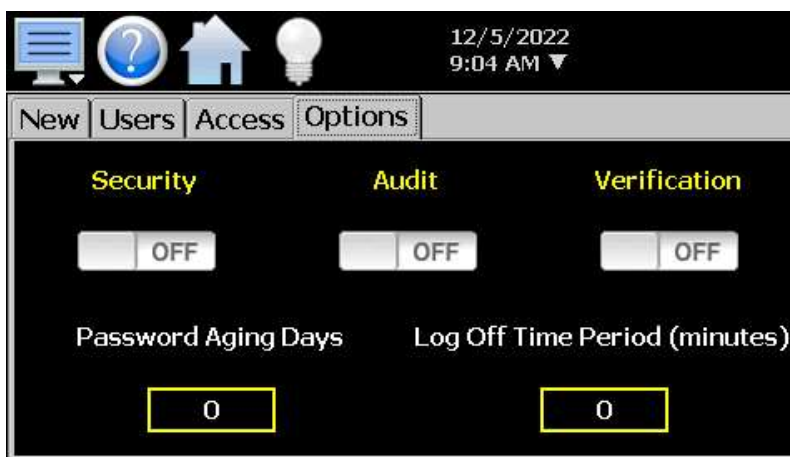 ?
12/5/2022
9:04 AM ▼
New Users Access Options
Security Audit Verification
OFF OFF OFF
Password Aging Days Log Off Time Period (minutes)
0 0